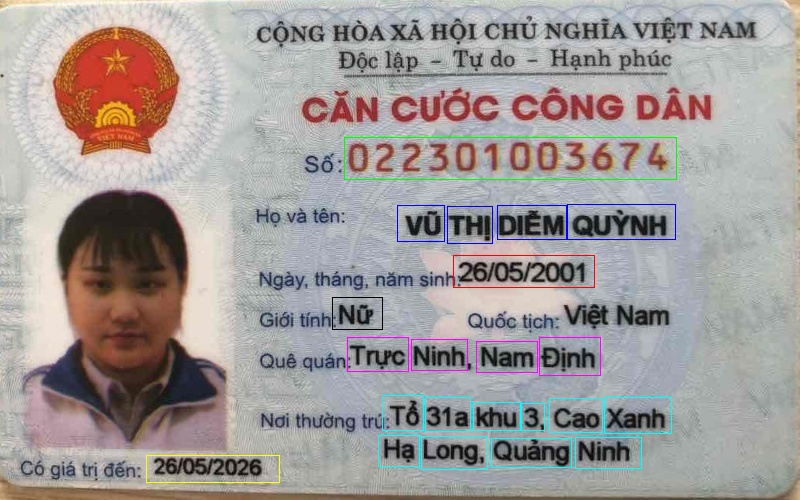 CỘNG HÒA XÃ HỘI CHỦ NGHĨA VIỆT NAM
Độc lập - Tự do - Hạnh phúc
CĂN CƯỚC CÔNG DÂN
Số: 022301003674
Họ và tên: VŨ THỊ DIỄM QUỲNH
Ngày, tháng, năm sinh: 26/05/2001
Giới tính: Nữ Quốc tịch: Việt Nam
Quê quán: Trực Ninh, Nam Định
Nơi thường trú: Tổ 31a khu 3, Cao Xanh
Hạ Long, Quảng Ninh
Có giá trị đến: 26/05/2026